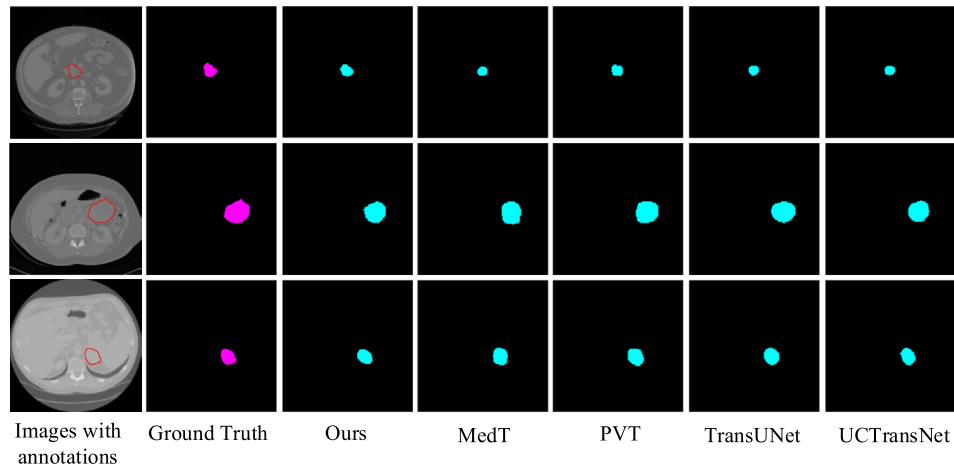 Images with
annotations
Ground Truth
Ours
MedT
PVT
TransUNet
UCTransNet